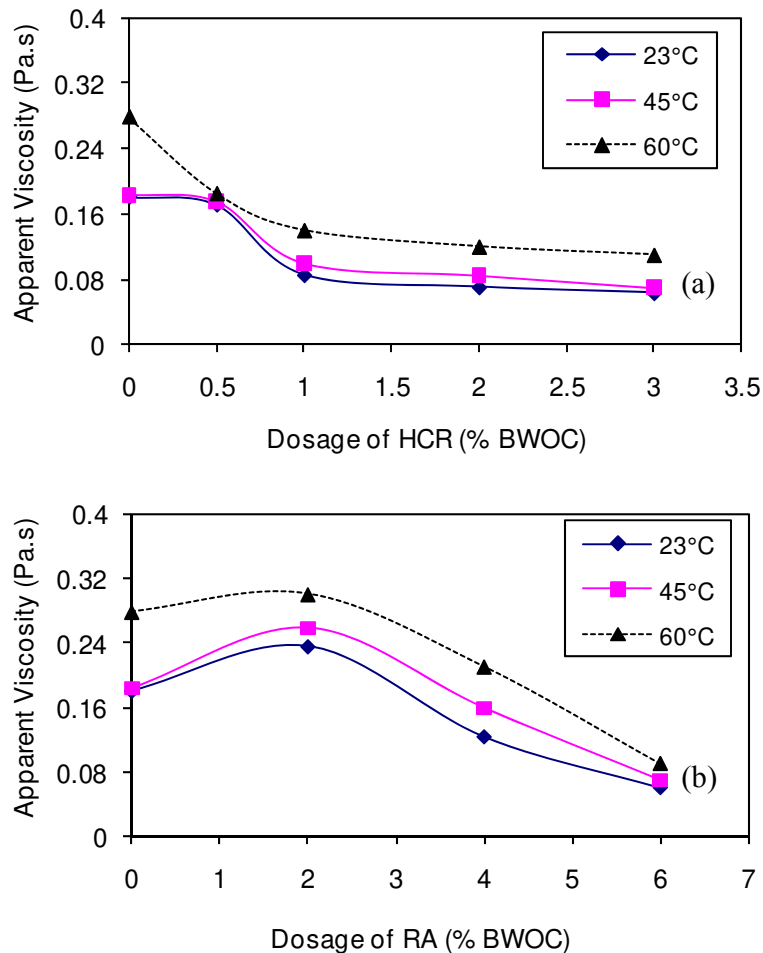 Apparent Viscosity (Pa.s)
0.4
0.32
0.24
0.16
0.08
0
23°C
45°C
60°C
(a)
0 0.5 1 1.5 2 2.5 3 3.5
Dosage of HCR (% BWOC)
Apparent Viscosity (Pa.s)
0.4
0.32
0.24
0.16
0.08
0
23°C
45°C
60°C
(b)
0 1 2 3 4 5 6 7
Dosage of RA (% BWOC)